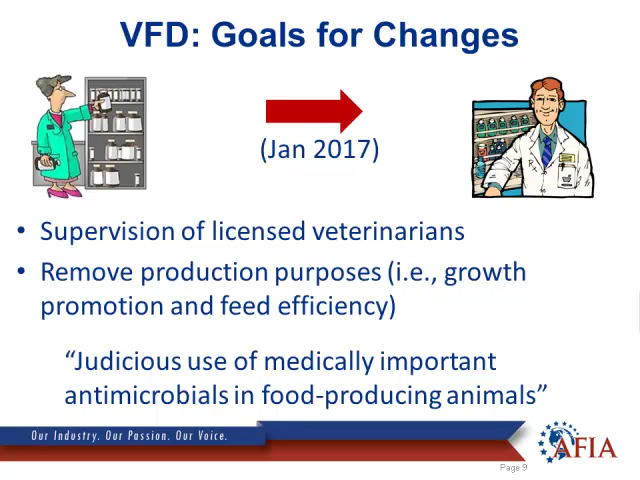 VFD: Goals for Changes
(Jan 2017)
• Supervision of licensed veterinarians
• Remove production purposes (i.e., growth
promotion and feed efficiency)
“Judicious use of medically important
antimicrobials in food-producing animals”
Our Industry. Our Passion. Our Voice.
AFIA
Page 9